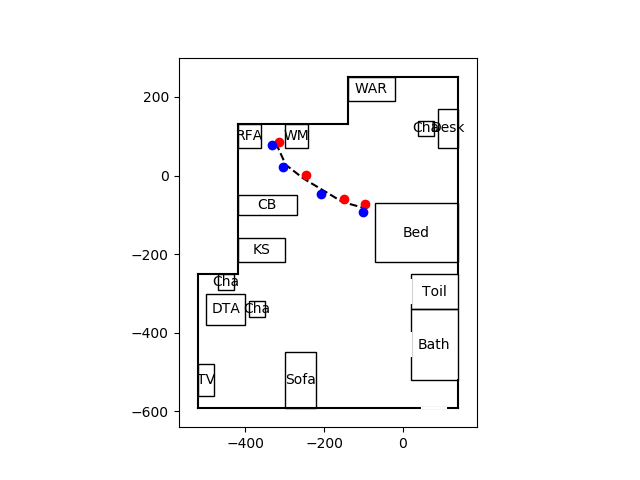 WAR
200
RFA WM Cha Desk
0
CB
Bed
-200
KS
Cha
Toil
DTA Cha
Bath
−400
TV Sofa
−600
−400 −200 0